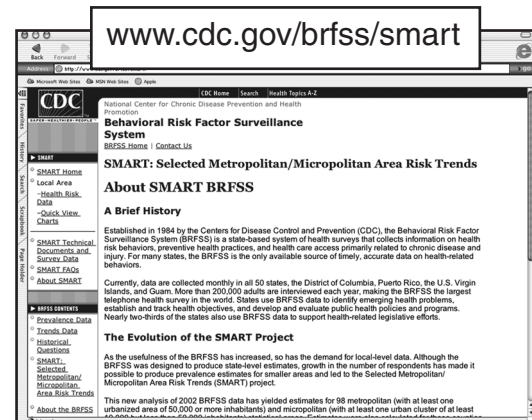 www.cdc.gov/brfss/smart
Back Forward
Address: http://ww
Microsoft Web Sites MSN Web Sites Apple
CDC Home Search Health Topics A-Z
CDC
SAFER•HEALTHIER•PEOPLE
National Center for Chronic Disease Prevention and Health
Promotion
Behavioral Risk Factor Surveillance
System
BRFSS Home | Contact Us
Favorites
History
Search
Scrapbook
Page Holder
SMART
SMART Home
Local Area
-Health Risk
Data
-Quick View
Charts
SMART Technical
Documents and
Survey Data
SMART FAQs
About SMART
BRFSS CONTENTS
Prevalence Data
Trends Data
Historical
Questions
SMART:
Selected
Metropolitan/
Micropolitan
Area Risk Trends
About the BRFSS
SMART: Selected Metropolitan/Micropolitan Area Risk Trends
About SMART BRFSS
A Brief History
Established in 1984 by the Centers for Disease Control and Prevention (CDC), the Behavioral Risk Factor
Surveillance System (BRFSS) is a state-based system of health surveys that collects information on health
risk behaviors, preventive health practices, and health care access primarily related to chronic disease and
injury. For many states, the BRFSS is the only available source of timely, accurate data on health-related
behaviors.
Currently, data are collected monthly in all 50 states, the District of Columbia, Puerto Rico, the U.S. Virgin
Islands, and Guam. More than 200,000 adults are interviewed each year, making the BRFSS the largest
telephone health survey in the world. States use BRFSS data to identify emerging health problems,
establish and track health objectives, and develop and evaluate public health policies and programs.
Nearly two-thirds of the states also use BRFSS data to support health-related legislative efforts.
The Evolution of the SMART Project
As the usefulness of the BRFSS has increased, so has the demand for local-level data. Although the
BRFSS was designed to produce state-level estimates, growth in the number of respondents has made it
possible to produce prevalence estimates for smaller areas and led to the Selected Metropolitan/
Micropolitan Area Risk Trends (SMART) project.
This new analysis of 2002 BRFSS data has yielded estimates for 98 metropolitan (with at least one
urbanized area of 50,000 or more inhabitants) and micropolitan (with at least one urban cluster of at least